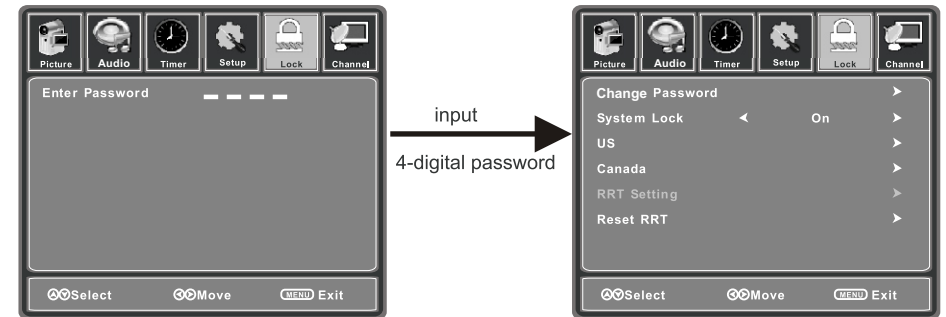 Picture Audio Timer Setup Lock Channel
Enter Password
Select Move MENU Exit
input
4-digital password
Picture Audio Timer Setup Lock Channel
Change Password
System Lock On
US
Canada
RRT Setting
Reset RRT
Select Move MENU Exit